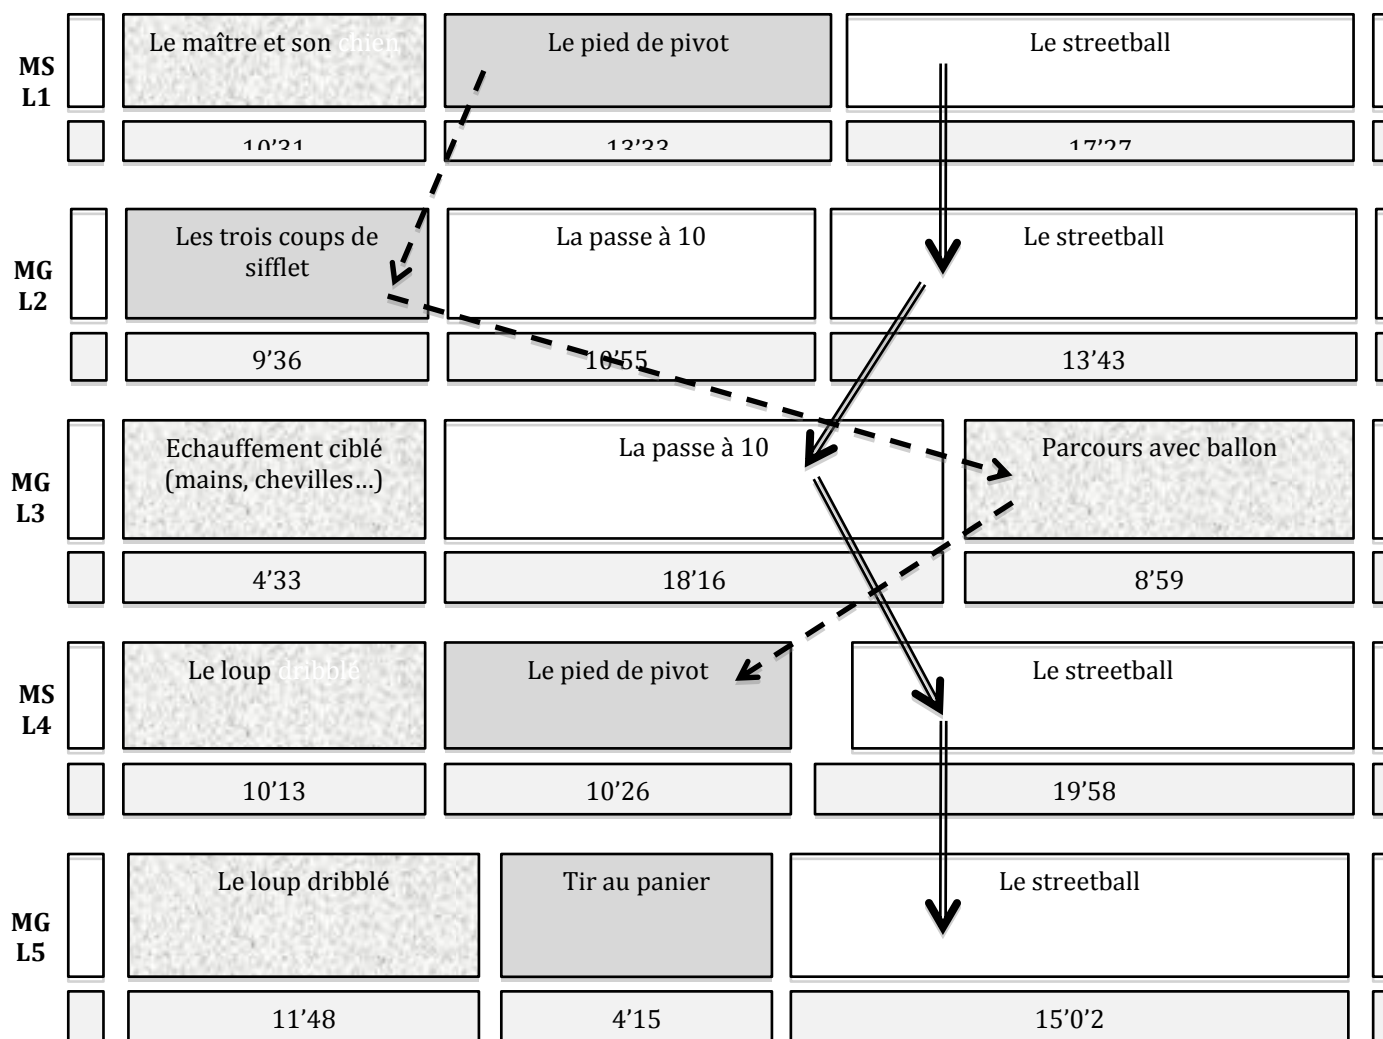 MS
L1
Le maître et son chien
Le pied de pivot
Le streetball
10’31
13’33
17’27
MG
L2
Les trois coups de
sifflet
La passe à 10
Le streetball
9’36
10’55
13’43
MG
L3
Echauffement ciblé
(mains, chevilles…)
La passe à 10
Parcours avec ballon
4’33
18’16
8’59
MS
L4
Le loup dribblé
Le pied de pivot
Le streetball
10’13
10’26
19’58
MG
L5
Le loup dribblé
Tir au panier
Le streetball
11’48
4’15
15’0’2